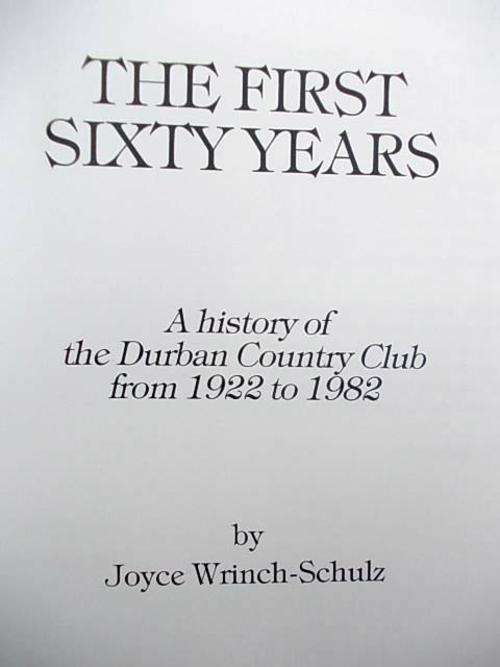 THE FIRST
SIXTY YEARS
A history of
the Durban Country Club
from 1922 to 1982
by
Joyce Wrinch-Schulz